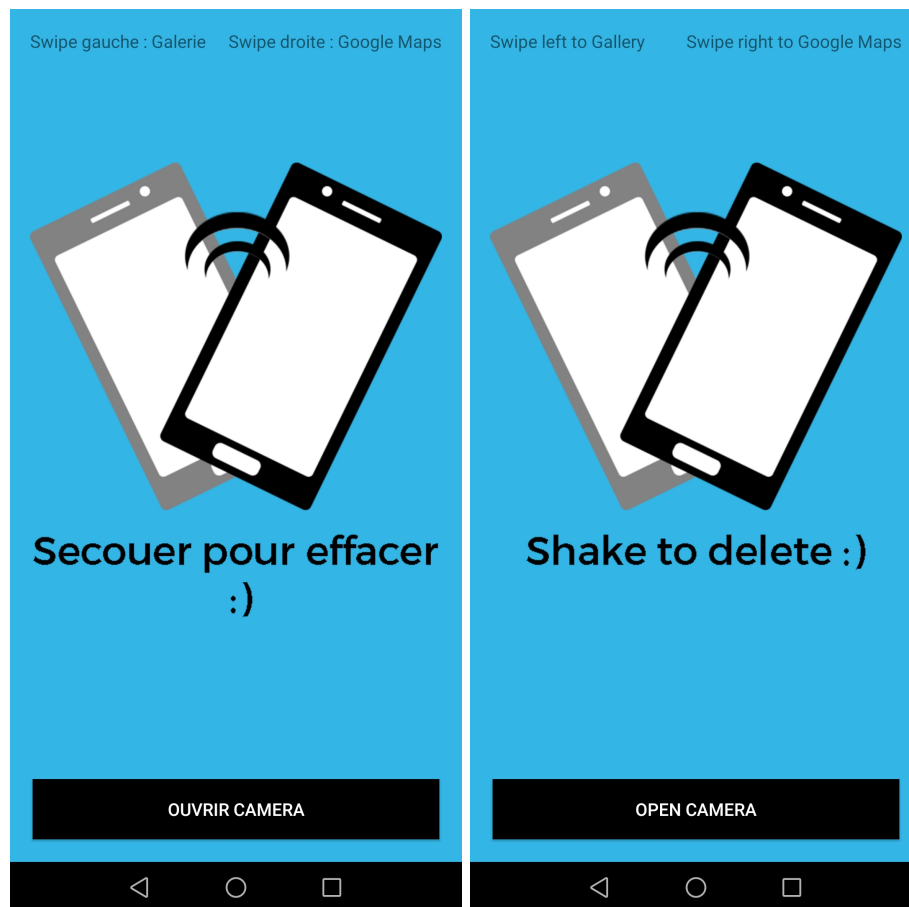 Swipe gauche : Galerie
Swipe droite : Google Maps
Secouer pour effacer
:)
OUVRIR CAMERA
Swipe left to Gallery
Swipe right to Google Maps
Shake to delete :)
OPEN CAMERA